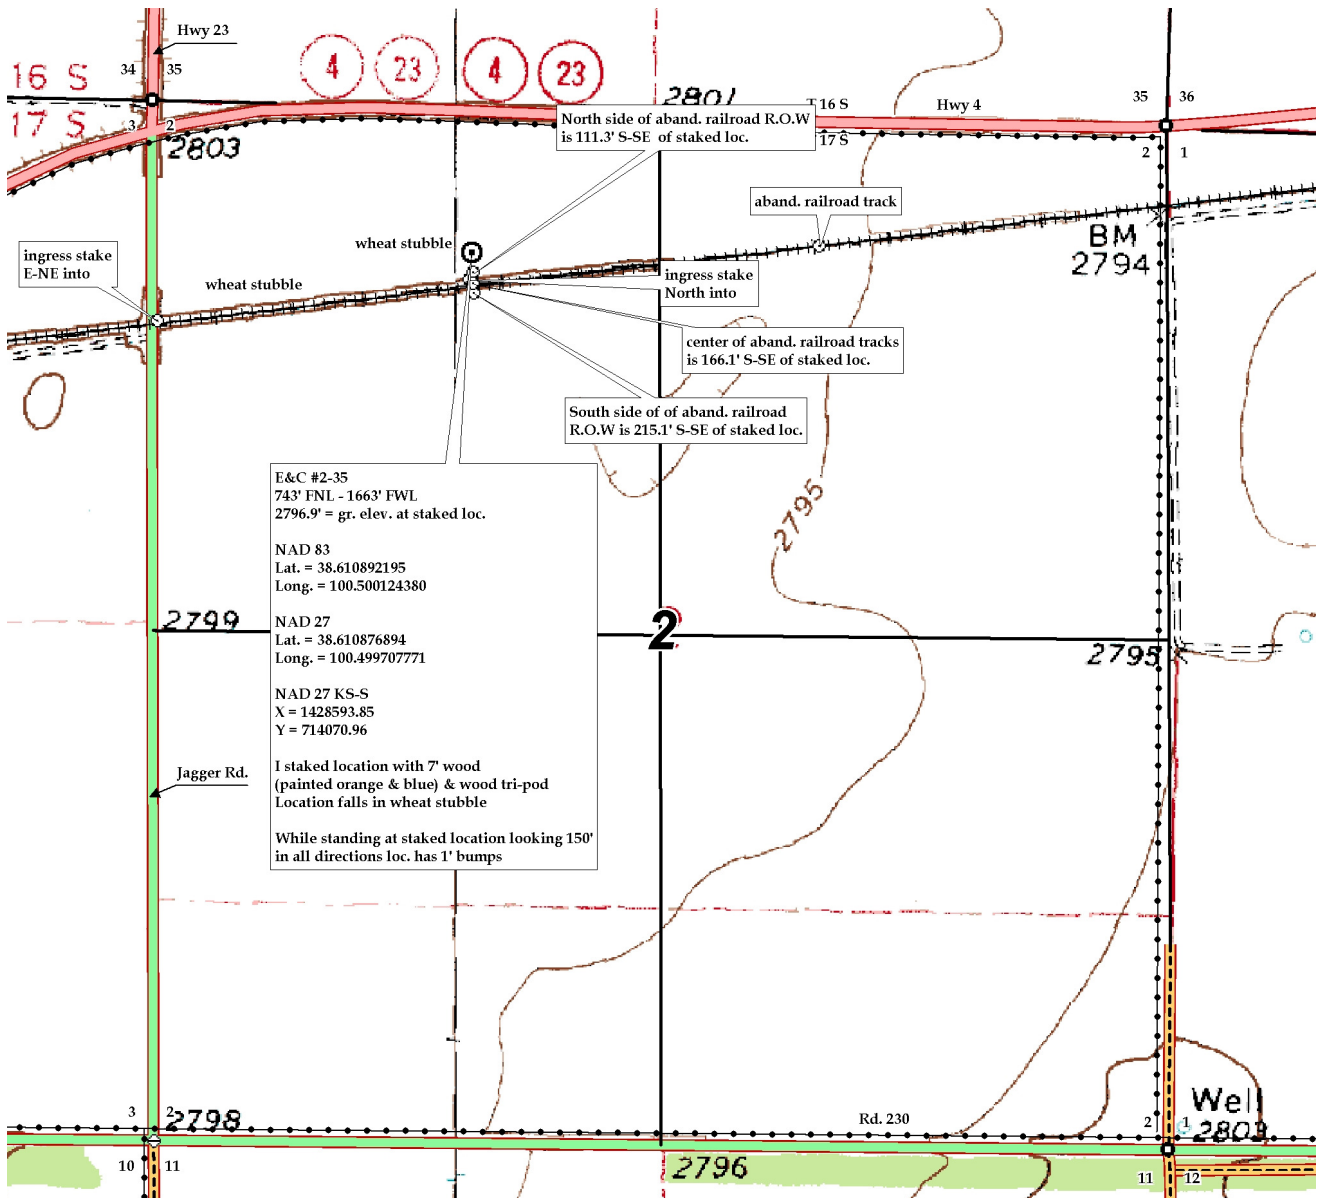 Hwy 23
16 S
34
35
4
23
4
23
2801
T 16 S
Hwy 4
35
36
17 S
3
2
2803
North side of aband. railroad R.O.W
is 111.3' S-SE of staked loc.
17 S
2
1
aband. railroad track
BM
2794
wheat stubble
ingress stake
E-NE into
wheat stubble
ingress stake
North into
center of aband. railroad tracks
is 166.1' S-SE of staked loc.
South side of of aband. railroad
R.O.W is 215.1' S-SE of staked loc.
E&C #2-35
743' FNL - 1663' FWL
2796.9' = gr. elev. at staked loc.
NAD 83
Lat. = 38.610892195
Long. = 100.500124380
NAD 27
Lat. = 38.610876894
Long. = 100.499707771
NAD 27 KS-S
X = 1428593.85
Y = 714070.96
I staked location with 7' wood
(painted orange & blue) & wood tri-pod
Location falls in wheat stubble
While standing at staked location looking 150'
in all directions loc. has 1' bumps
2795
2799
2
2795
Jagger Rd.
3
2
2798
Rd. 230
Well
2803
2
1
10
11
2796
11
12